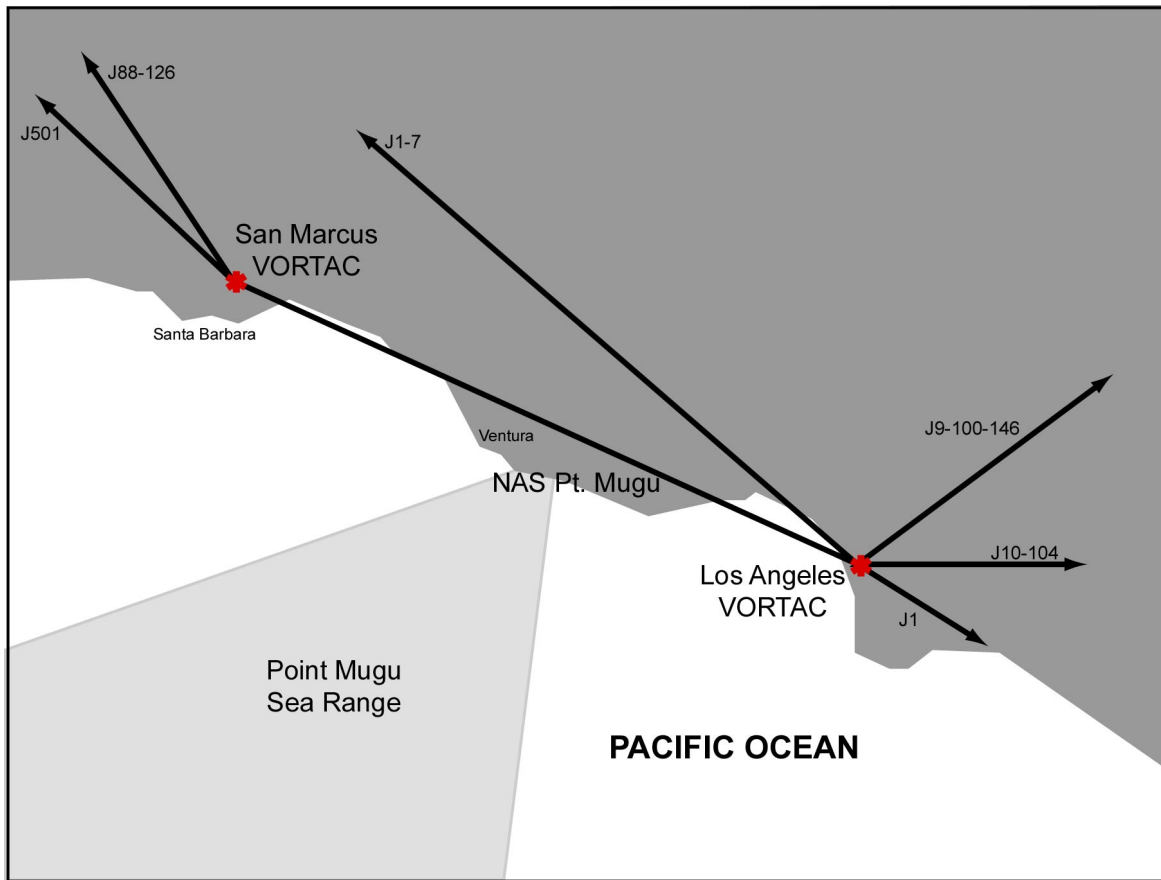 J88-126
J501
J1-7
San Marcus
VORTAC
Santa Barbara
J9-100-146
Ventura
NAS Pt. Mugu
J10-104
Los Angeles
VORTAC
J1
Point Mugu
Sea Range
PACIFIC OCEAN